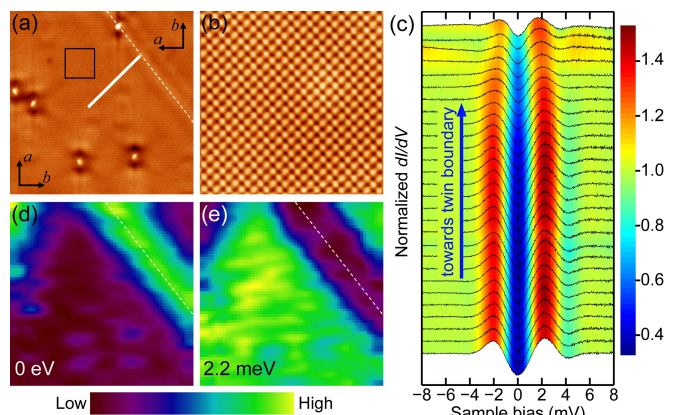 (a)
b
a
a
b
(b)
(c)
Normalized dI/dV
towards twin boundary
1.4
1.2
1.0
0.8
0.6
0.4
(d)
0 eV
(e)
2.2 meV
Low
High
−8 −6 −4 −2 0 2 4 6 8
Sample bias (mV)